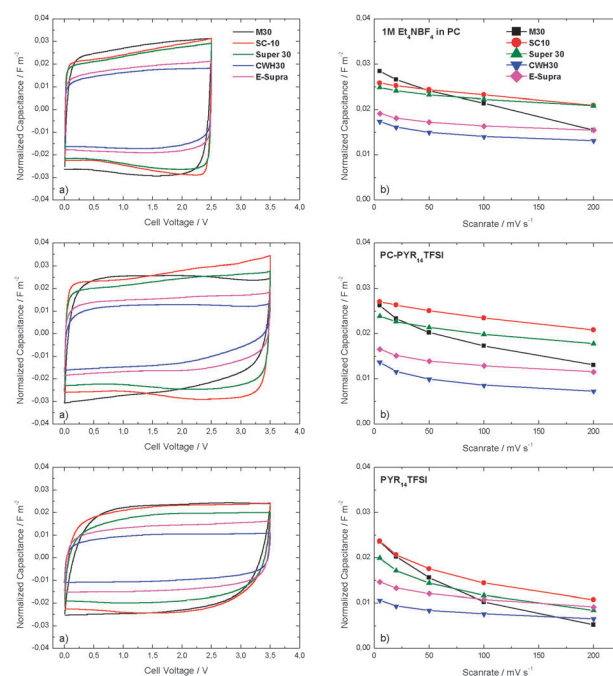 0,04
0,03
0,02
0,01
0,00
-0,01
-0,02
-0,03
-0,04
Normalized Capacitance / F m⁻²
M30
SC-10
Super 30
CWH30
E-Supra
a)
0,0 0,5 1,0 1,5 2,0 2,5 3,0 3,5
Cell Voltage / V
0,04
0,03
0,02
0,01
0,00
Normalized Capacitance / F m⁻²
1M Et₄NBF₄ in PC
M30
SC-10
Super 30
CWH30
E-Supra
b)
0 50 100 150 200
Scanrate / mV s⁻¹
0,04
0,03
0,02
0,01
0,00
-0,01
-0,02
-0,03
-0,04
Normalized Capacitance / F m⁻²
a)
0,0 0,5 1,0 1,5 2,0 2,5 3,0 3,5
Cell Voltage / V
0,04
0,03
0,02
0,01
0,00
Normalized Capacitance / F m⁻²
PC-PYR₁₄TFSI
b)
0 50 100 150 200
Scanrate / mV s⁻¹
0,04
0,03
0,02
0,01
0,00
-0,01
-0,02
-0,03
-0,04
Normalized Capacitance / F m⁻²
a)
0,0 0,5 1,0 1,5 2,0 2,5 3,0 3,5
Cell Voltage / V
0,04
0,03
0,02
0,01
0,00
Normalized Capacitance / F m⁻²
PYR₁₄TFSI
b)
0 50 100 150 200
Scanrate / mV s⁻¹